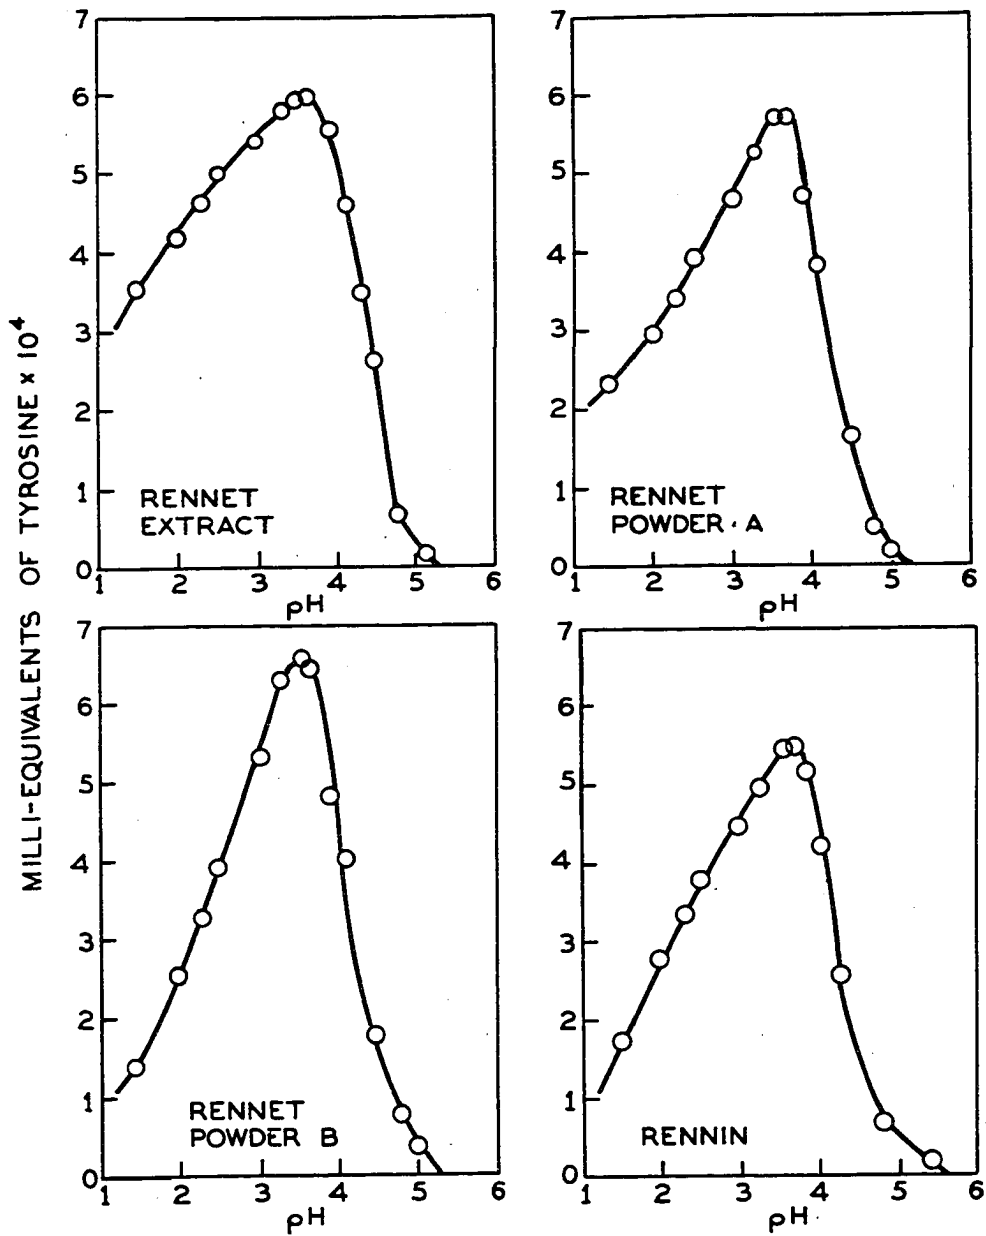 MILLI-EQUIVALENTS OF TYROSINE × 10⁴
7
6
5
4
3
2
1
0
1 2 3 4 5 6
pH
RENNET
EXTRACT
7
6
5
4
3
2
1
0
1 2 3 4 5 6
pH
RENNET
POWDER A
7
6
5
4
3
2
1
0
1 2 3 4 5 6
pH
RENNET
POWDER B
7
6
5
4
3
2
1
0
1 2 3 4 5 6
pH
RENNIN